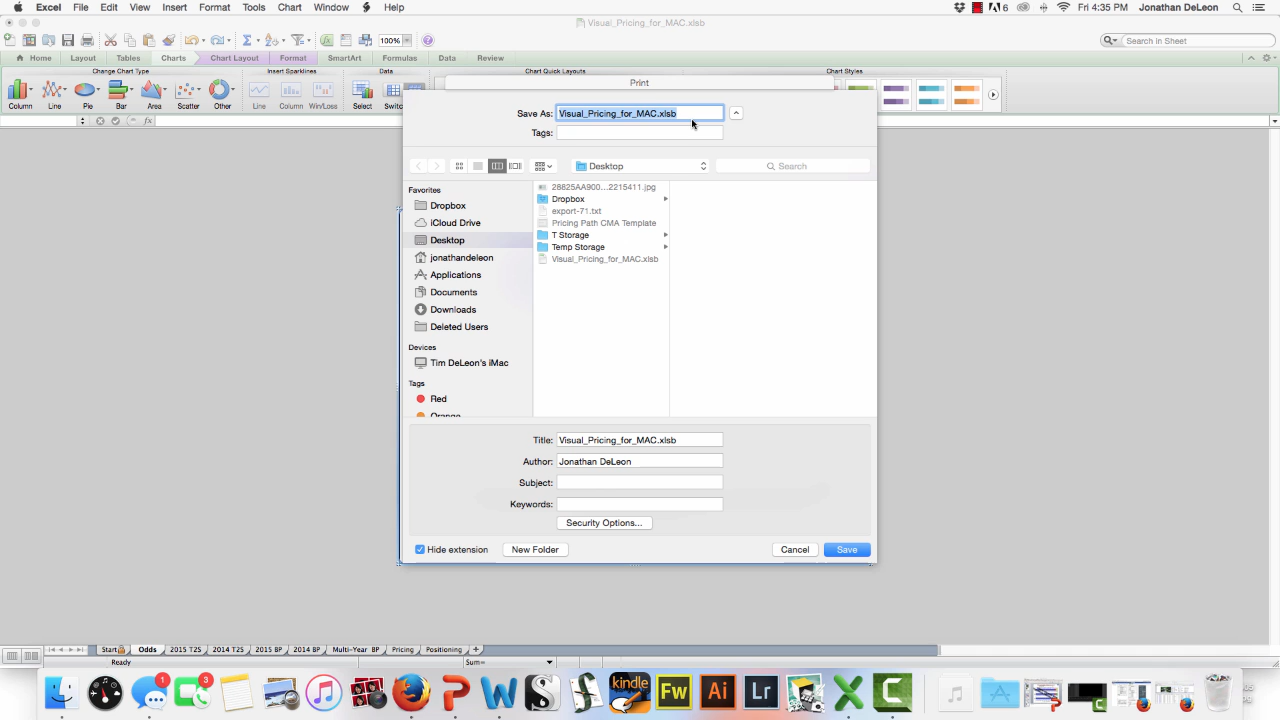 Excel File Edit View Insert Format Tools Chart Window Help 6 Fri 4:35 PM Jonathan DeLeon
Visual_Pricing_for_MAC.xlsb
100% Search in Sheet
Home Layout Tables Charts Chart Layout Format SmartArt Formulas Data Review
Change Chart Type Insert Sparklines Data Chart Quick Layouts Chart Styles
Column Line Pie Bar Area Scatter Other Line Column Win/Loss Select Switc
fx
Print
Save As: Visual_Pricing_for_MAC.xlsb
Tags:
Desktop Search
Favorites
Dropbox
iCloud Drive
Desktop
jonathandeleon
Applications
Documents
Downloads
Deleted Users
Devices
Tim DeLeon's iMac
Tags
Red
Orange
28825AA900...2215411.jpg
Dropbox
export-71.txt
Pricing Path CMA Template
T Storage
Temp Storage
Visual_Pricing_for_MAC.xlsb
Title: Visual_Pricing_for_MAC.xlsb
Author: Jonathan DeLeon
Subject:
Keywords:
Security Options...
Hide extension New Folder Cancel Save
Start Odds 2015 T2S 2014 T2S 2015 BP 2014 BP Multi-Year BP Pricing Positioning
Ready Sum=
1 3 kindle Fw Ai Lr